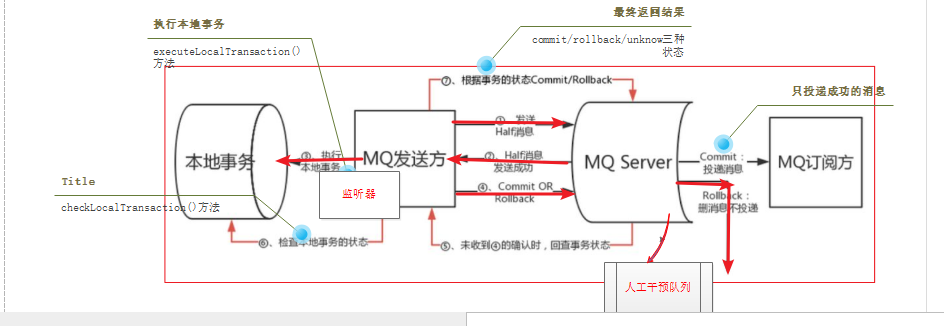 最终返回结果
执行本地事务
commit/rollback/unknow三种
状态
executeLocalTransaction()
方法
⑦、根据事务的状态Commit/Rollback
只投递成功的消息
①、发送
Half消息
本地事务
③、执行
本地事务
MQ发送方
②、Half消息
发送成功
MQ Server
Commit：
投递消息
MQ订阅方
Title
监听器
④、Commit OR
Rollback
Rollback：
删消息不投递
checkLocalTransaction()方法
⑥、检查本地事务的状态
⑤、未收到④的确认时，回查事务状态
人工干预队列